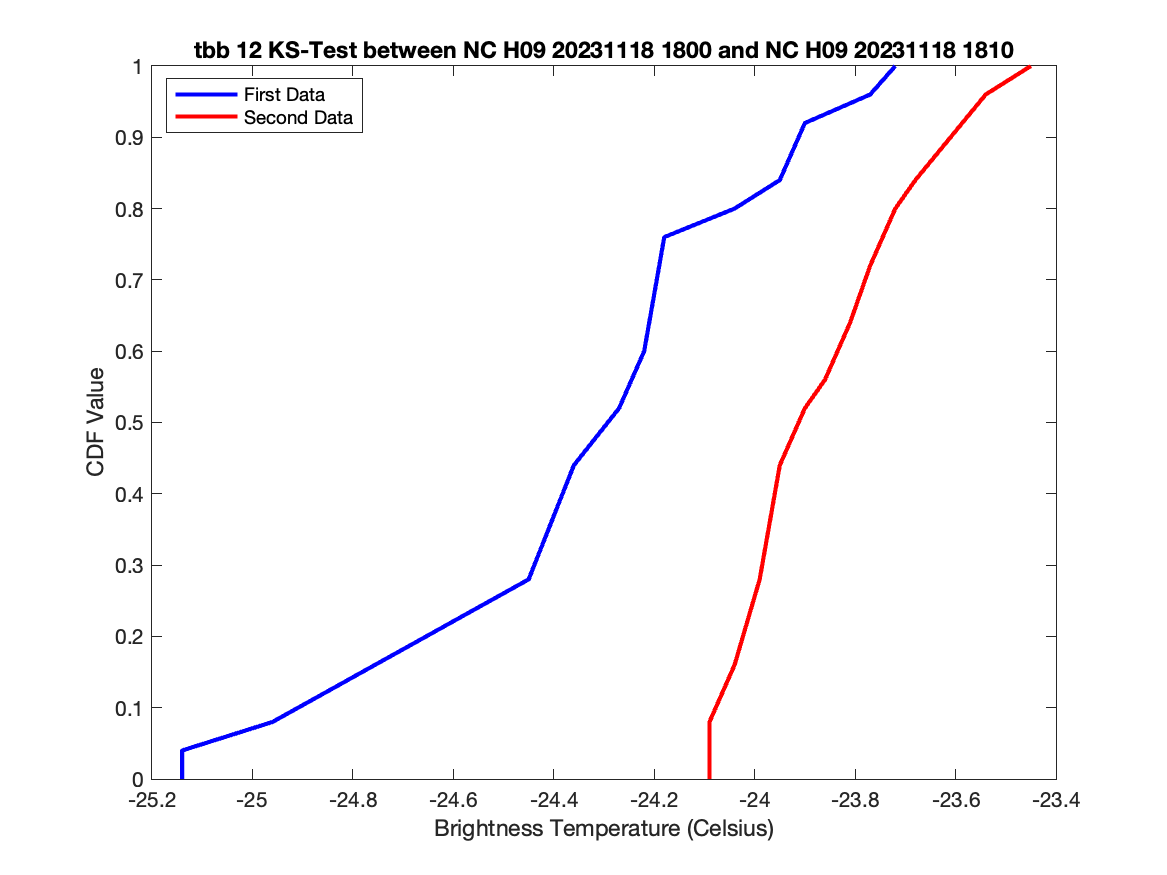 tbb 12 KS-Test between NC H09 20231118 1800 and NC H09 20231118 1810
First Data
Second Data
1
0.9
0.8
0.7
0.6
0.5
0.4
0.3
0.2
0.1
0
CDF Value
-25.2 -25 -24.8 -24.6 -24.4 -24.2 -24 -23.8 -23.6 -23.4
Brightness Temperature (Celsius)